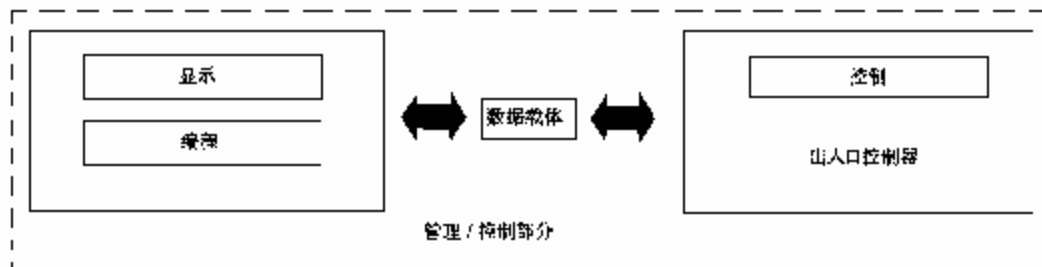 显示
编程
数据载体
控制
出入口控制器
管理/控制部分